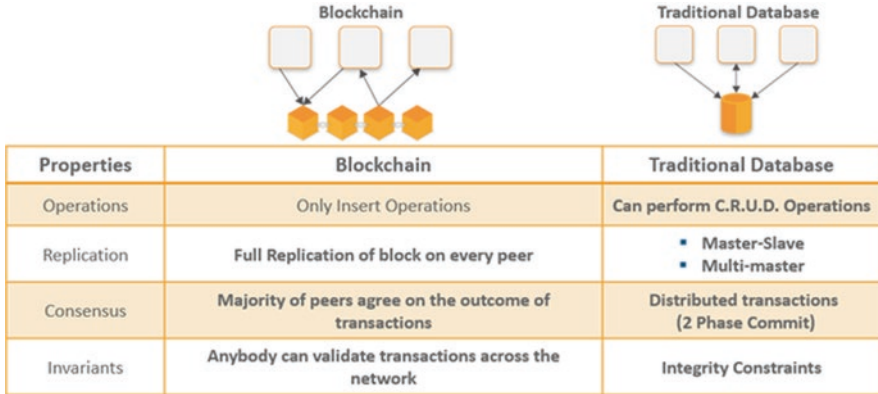 Blockchain
Traditional Database
Properties
Blockchain
Traditional Database
Operations
Only Insert Operations
Can perform C.R.U.D. Operations
Replication
Full Replication of block on every peer
▪ Master-Slave
▪ Multi-master
Consensus
Majority of peers agree on the outcome of
transactions
Distributed transactions
(2 Phase Commit)
Invariants
Anybody can validate transactions across the
network
Integrity Constraints